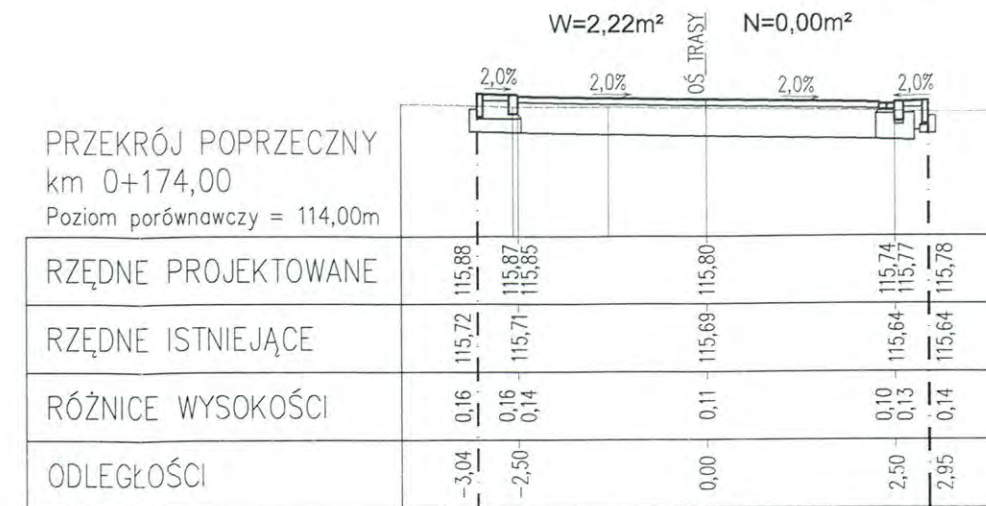 W=2,22m² N=0,00m²
OŚ TRASY
2,0% 2,0% 2,0% 2,0%
PRZEKRÓJ POPRZECZNY
km 0+174,00
Poziom porównawczy = 114,00m
RZĘDNE PROJEKTOWANE 115,88 115,87 115,85 115,80 115,74 115,77 115,78
RZĘDNE ISTNIEJĄCE 115,72 115,71 115,69 115,64 115,64
RÓŻNICE WYSOKOŚCI 0,16 0,16 0,14 0,11 0,10 0,13 0,14
ODLEGŁOŚCI -3,04 -2,50 0,00 2,50 2,95